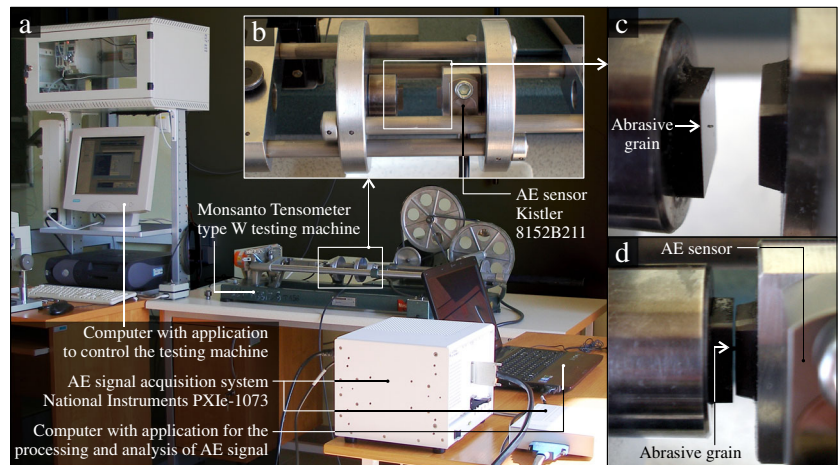 a
b
c
d
Abrasive
grain
AE sensor
Kistler
8152B211
Monsanto Tensometer
type W testing machine
AE sensor
Computer with application
to control the testing machine
AE signal acquisition system
National Instruments PXIe-1073
Computer with application for the
processing and analysis of AE signal
Abrasive grain